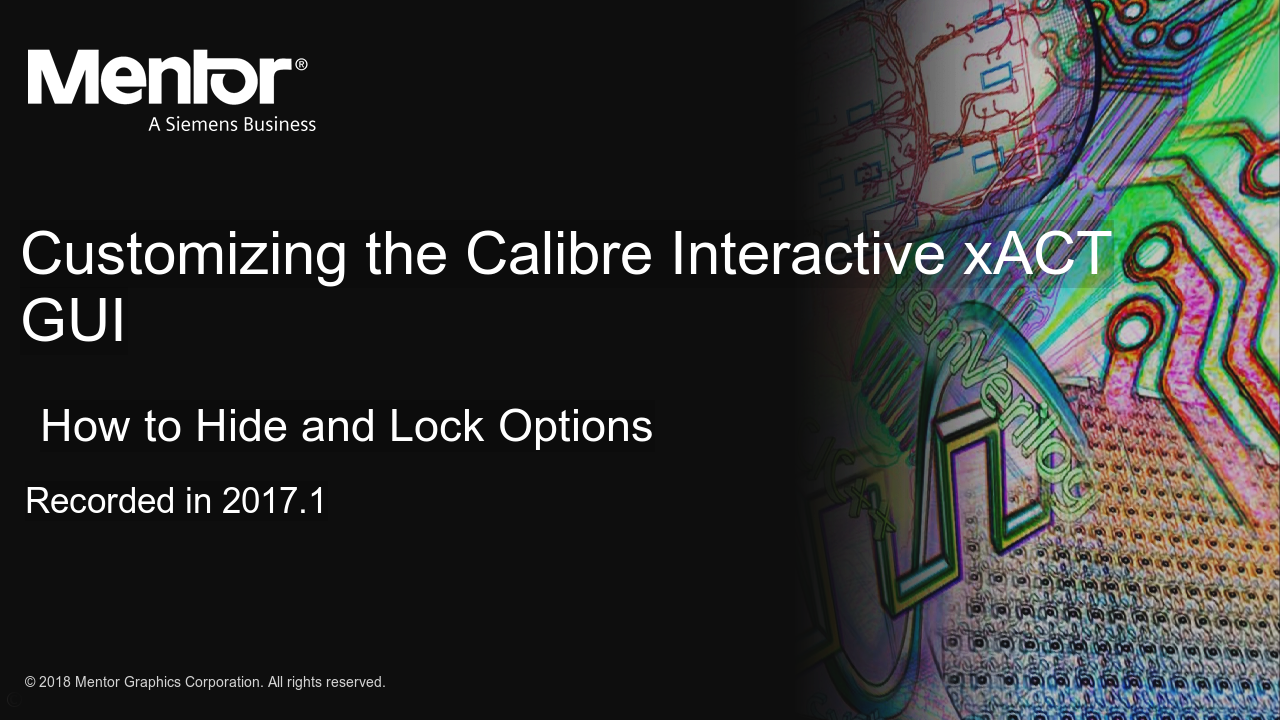 Mentor®
A Siemens Business
Customizing the Calibre Interactive xACT
GUI
How to Hide and Lock Options
Recorded in 2017.1
© 2018 Mentor Graphics Corporation. All rights reserved.